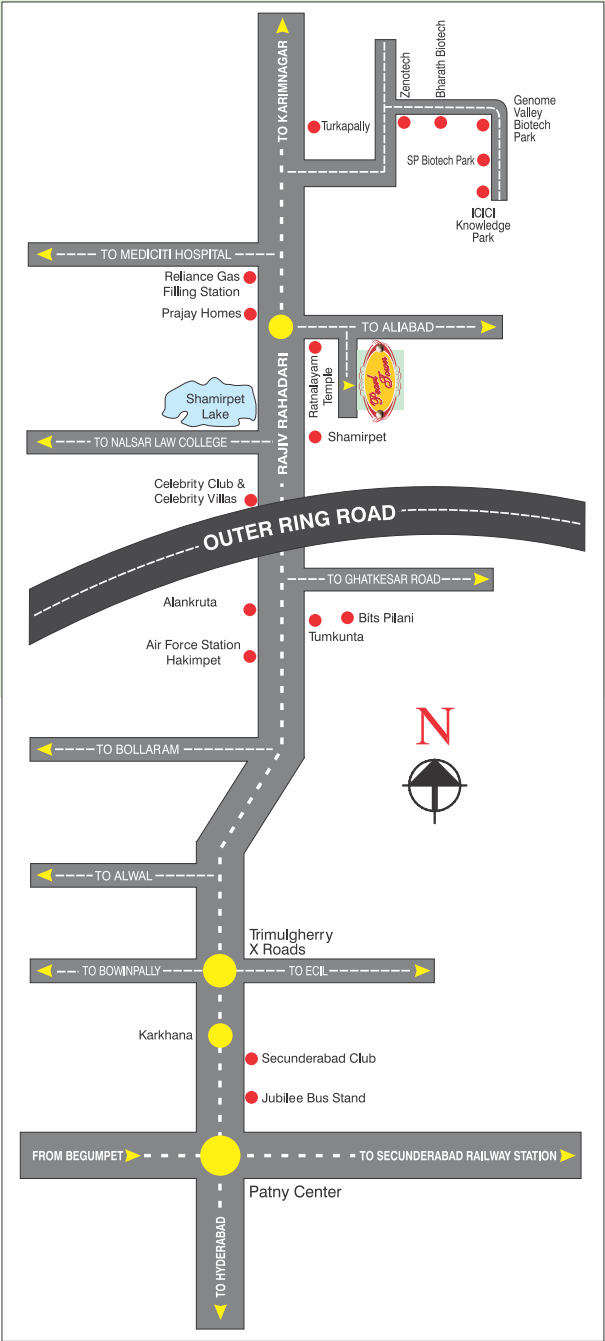 TO KARIMNAGAR
Zenotech
Bharath Biotech
Genome
Valley
Biotech
Park
Turkapally
SP Biotech Park
ICICI
Knowledge
Park
TO MEDICITI HOSPITAL
Reliance Gas
Filling Station
Prajay Homes
TO ALIABAD
RAJIV RAHADARI
Ratnalayam
Temple
Pearl
Town
Shamirpet
Lake
TO NALSAR LAW COLLEGE
Shamirpet
Celebrity Club &
Celebrity Villas
OUTER RING ROAD
TO GHATKESAR ROAD
Alankruta
Bits Pilani
Tumkunta
Air Force Station
Hakimpet
N
TO BOLLARAM
TO ALWAL
Trimulgherry
X Roads
TO BOWINPALLY
TO ECIL
Karkhana
Secunderabad Club
Jubilee Bus Stand
FROM BEGUMPET
TO SECUNDERABAD RAILWAY STATION
Patny Center
TO HYDERABAD